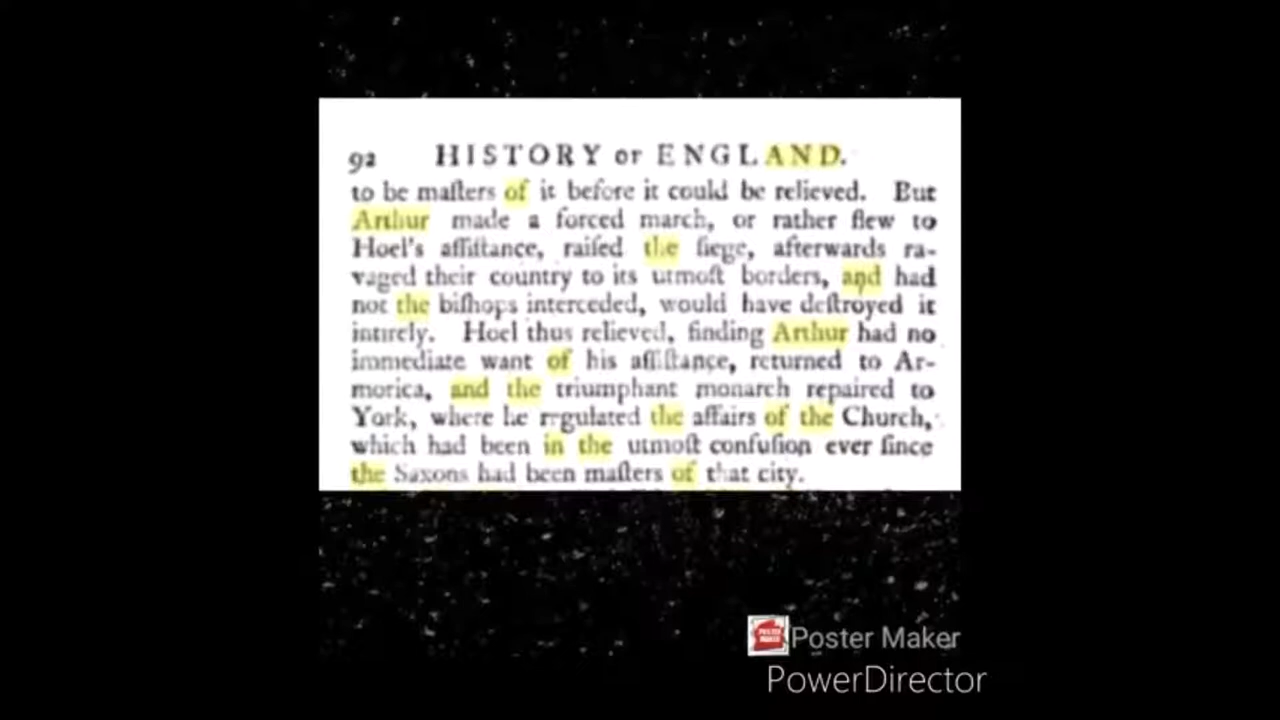 92 HISTORY OF ENGLAND.
to be maſters of it before it could be relieved. But
Arthur made a forced march, or rather flew to
Hoel's aſſiſtance, raiſed the ſiege, afterwards ra-
vaged their country to its utmoſt borders, and had
not the biſhops interceded, would have deſtroyed it
intirely. Hoel thus relieved, finding Arthur had no
immediate want of his aſſiſtance, returned to Ar-
morica, and the triumphant monarch repaired to
York, where he regulated the affairs of the Church,
which had been in the utmoſt confuſion ever ſince
the Saxons had been maſters of that city.
POSTER MAKER Poster Maker
PowerDirector